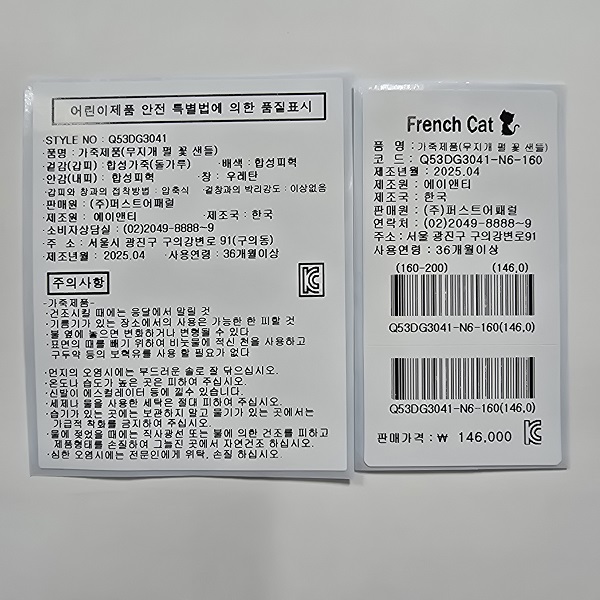 어린이제품 안전 특별법에 의한 품질표시
·STYLE NO : Q53DG3041
·품명 : 가죽제품(무지개 펄 꽃 샌들)
·겉감(갑피) : 합성가죽(돌가루) ·배색 : 합성피혁
·안감(내피) : 합성피혁 ·창 : 우레탄
·갑피와 창과의 접착방법 : 압축식 ·겉창과의 박리강도 : 이상없음
·판매원 : (주)퍼스트어패럴
·제조원 : 에이앤티 ·제조국 : 한국
·소비자상담실 : (02)2049-8888~9
·주 소 : 서울시 광진구 구의강변로 91(구의동)
·제조년월 : 2025.04 ·사용연령 : 36개월이상
주의사항
-가죽제품-
·건조시킬 때에는 응달에서 말릴 것
·기름기가 있는 장소에서의 사용은 가능한 한 피할 것
·불 옆에 놓으면 변화하거나 변형될 수 있다
·표면의 때를 빼기 위하여 비눗물에 적신 천을 사용하고
구두약 등의 보혁유를 사용 할 필요가 없다
·먼지의 오염시에는 부드러운 솔로 잘 닦으십시오.
·온도나 습도가 높은 곳은 피하여 주십시오.
·신발이 에스컬레이터 등에 낄수 있습니다.
·세제나 물을 사용한 세탁은 절대 피하여 주십시오.
·습기가 있는 곳에는 보관하지 말고 물기가 있는 곳에서는
가급적 착화를 금지하여 주십시오.
·물에 젖었을 때에는 직사광선 또는 불에 의한 건조를 피하고
제품형태를 손질하여 그늘진 곳에서 자연건조 하십시오.
·심한 오염시에는 전문인에게 위탁, 손질 하십시오.
French Cat
품 명 : 가죽제품(무지개 펄 꽃 샌들)
코 드 : Q53DG3041-N6-160
제조년월 : 2025.04
제조원 : 에이앤티
제조국 : 한국
판매원 : (주)퍼스트어패럴
연락처 : (02)2049-8888~9
주소: 서울 광진구 구의강변로91
사용연령 : 36개월이상
(160-200) (146,0)
Q53DG3041-N6-160(146,0)
Q53DG3041-N6-160(146,0)
판매가격 : ₩ 146,000